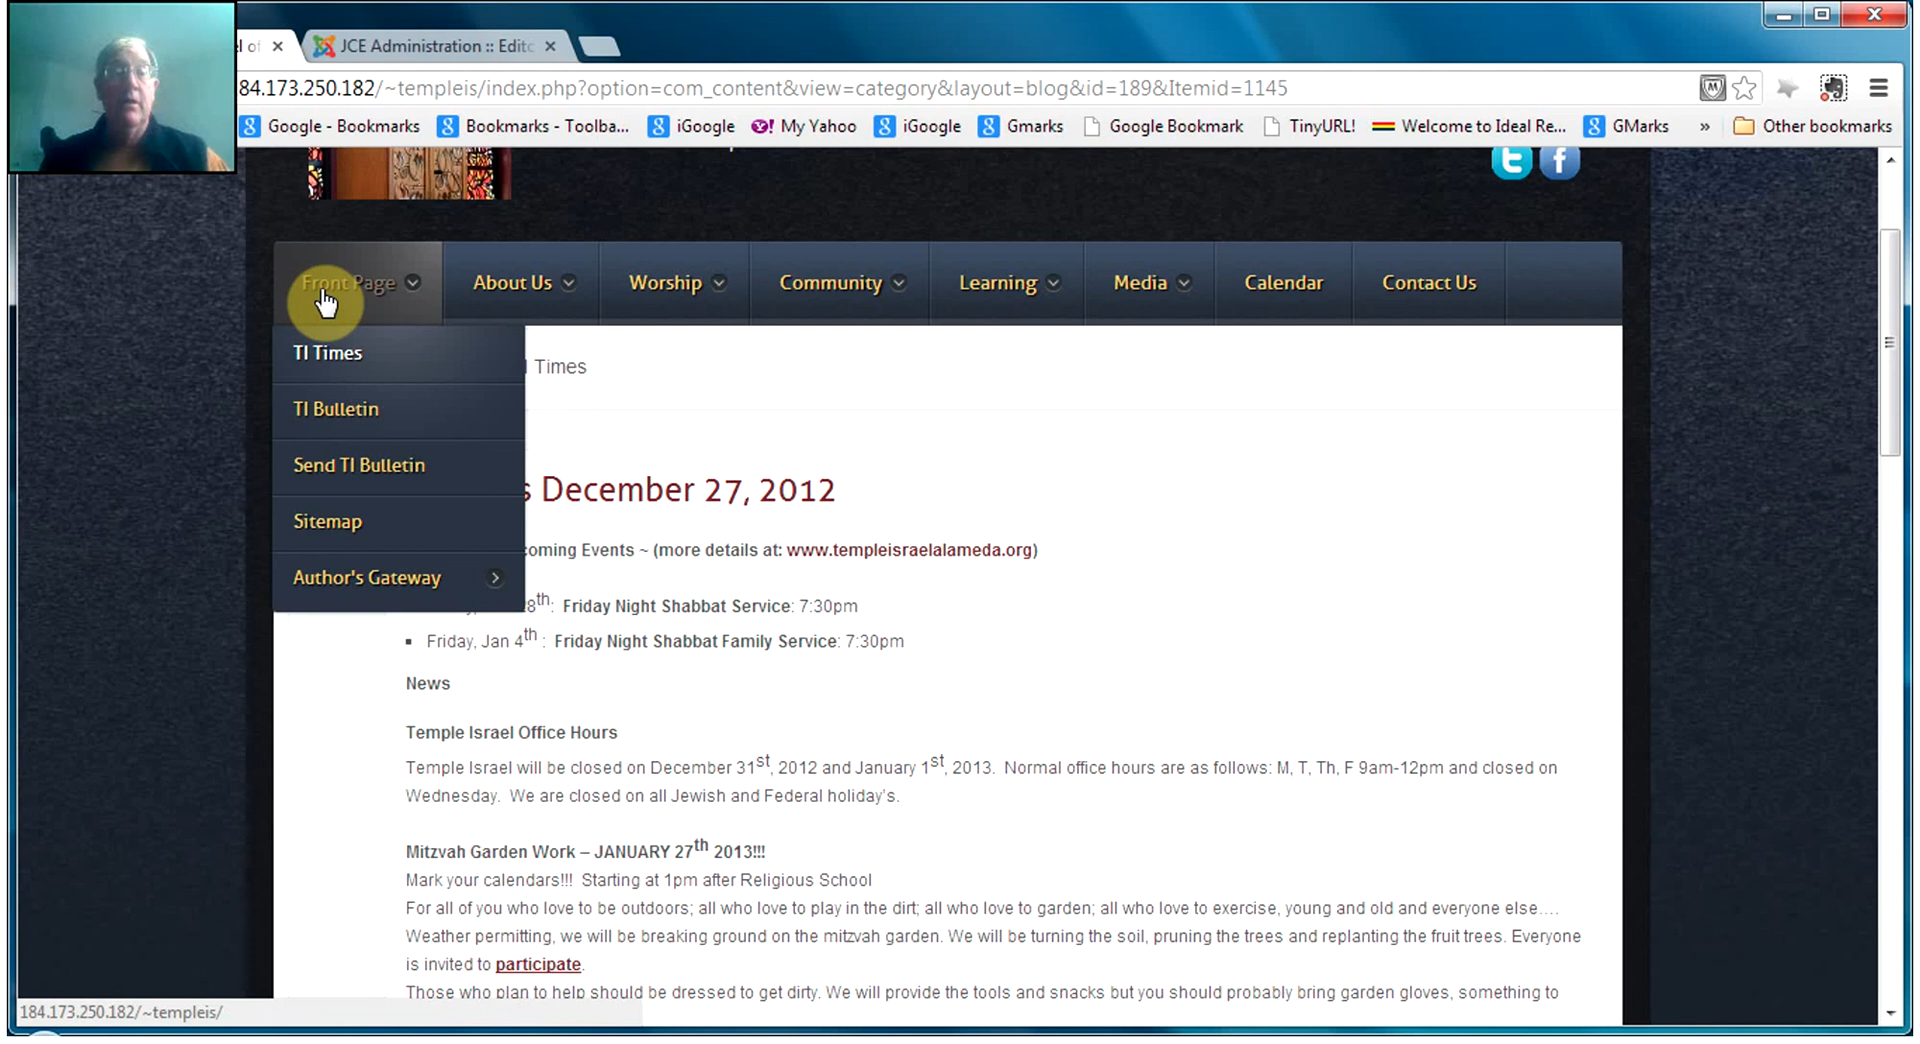 l of
JCE Administration :: Edito
84.173.250.182/~templeis/index.php?option=com_content&view=category&layout=blog&id=189&Itemid=1145
Google - Bookmarks Bookmarks - Toolba... iGoogle My Yahoo iGoogle Gmarks Google Bookmark TinyURL! Welcome to Ideal Re... GMarks » Other bookmarks
Front Page About Us Worship Community Learning Media Calendar Contact Us
TI Times
TI Bulletin
Send TI Bulletin
Sitemap
Author's Gateway
Times
s December 27, 2012
coming Events ~ (more details at: www.templeisraelalameda.org)
8th: Friday Night Shabbat Service: 7:30pm
Friday, Jan 4th : Friday Night Shabbat Family Service: 7:30pm
News
Temple Israel Office Hours
Temple Israel will be closed on December 31st, 2012 and January 1st, 2013. Normal office hours are as follows: M, T, Th, F 9am-12pm and closed on
Wednesday. We are closed on all Jewish and Federal holiday's.
Mitzvah Garden Work – JANUARY 27th 2013!!!
Mark your calendars!!! Starting at 1pm after Religious School
For all of you who love to be outdoors; all who love to play in the dirt; all who love to garden; all who love to exercise, young and old and everyone else….
Weather permitting, we will be breaking ground on the mitzvah garden. We will be turning the soil, pruning the trees and replanting the fruit trees. Everyone
is invited to participate.
Those who plan to help should be dressed to get dirty. We will provide the tools and snacks but you should probably bring garden gloves, something to
184.173.250.182/~templeis/